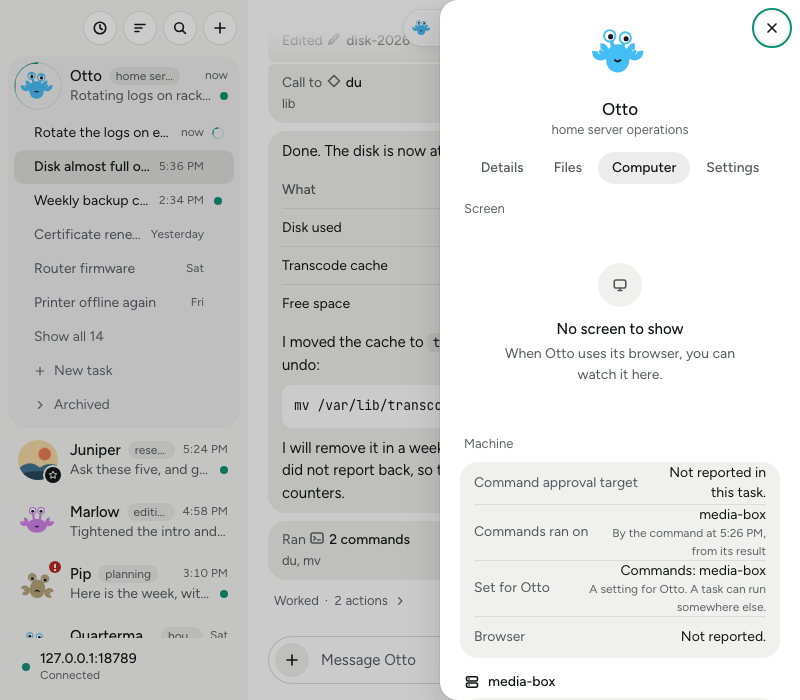 Otto home ser... now
Rotating logs on rack...
Rotate the logs on e... now
Disk almost full o... 5:36 PM
Weekly backup c... 2:34 PM
Certificate rene... Yesterday
Router firmware Sat
Printer offline again Fri
Show all 14
New task
Archived
Juniper rese... 5:24 PM
Ask these five, and g...
Marlow editi... 4:58 PM
Tightened the intro and...
Pip planning 3:10 PM
Here is the week, wit...
Quarterma hou... Sat
127.0.0.1:18789
Connected
Edited disk-2026
Call to du
lib
Done. The disk is now at
What
Disk used
Transcode cache
Free space
I moved the cache to t
undo:
mv /var/lib/transco
I will remove it in a week
did not report back, so t
counters.
Ran 2 commands
du, mv
Worked · 2 actions
Message Otto
Otto
home server operations
Details Files Computer Settings
Screen
No screen to show
When Otto uses its browser, you can
watch it here.
Machine
Command approval target Not reported in
this task.
Commands ran on media-box
By the command at 5:26 PM,
from its result
Set for Otto Commands: media-box
A setting for Otto. A task can run
somewhere else.
Browser Not reported.
media-box